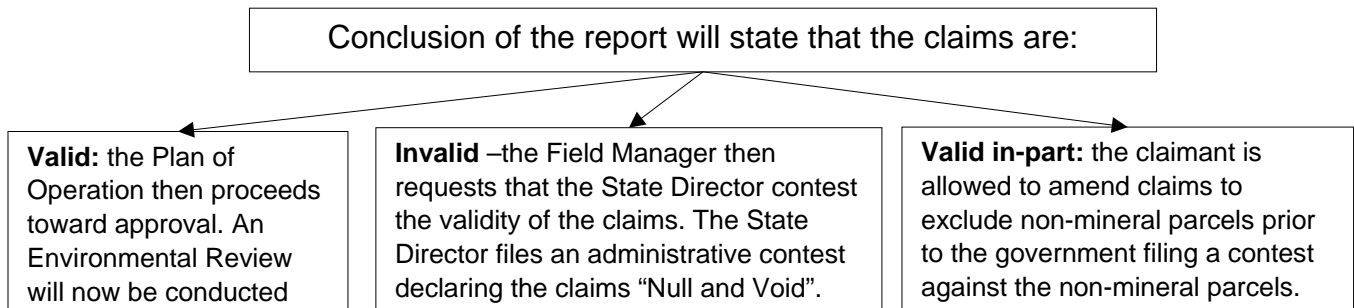 Conclusion of the report will state that the claims are:
Valid: the Plan of
Operation then proceeds
toward approval. An
Environmental Review
will now be conducted
Invalid –the Field Manager then
requests that the State Director contest
the validity of the claims. The State
Director files an administrative contest
declaring the claims “Null and Void”.
Valid in-part: the claimant is
allowed to amend claims to
exclude non-mineral parcels prior
to the government filing a contest
against the non-mineral parcels.